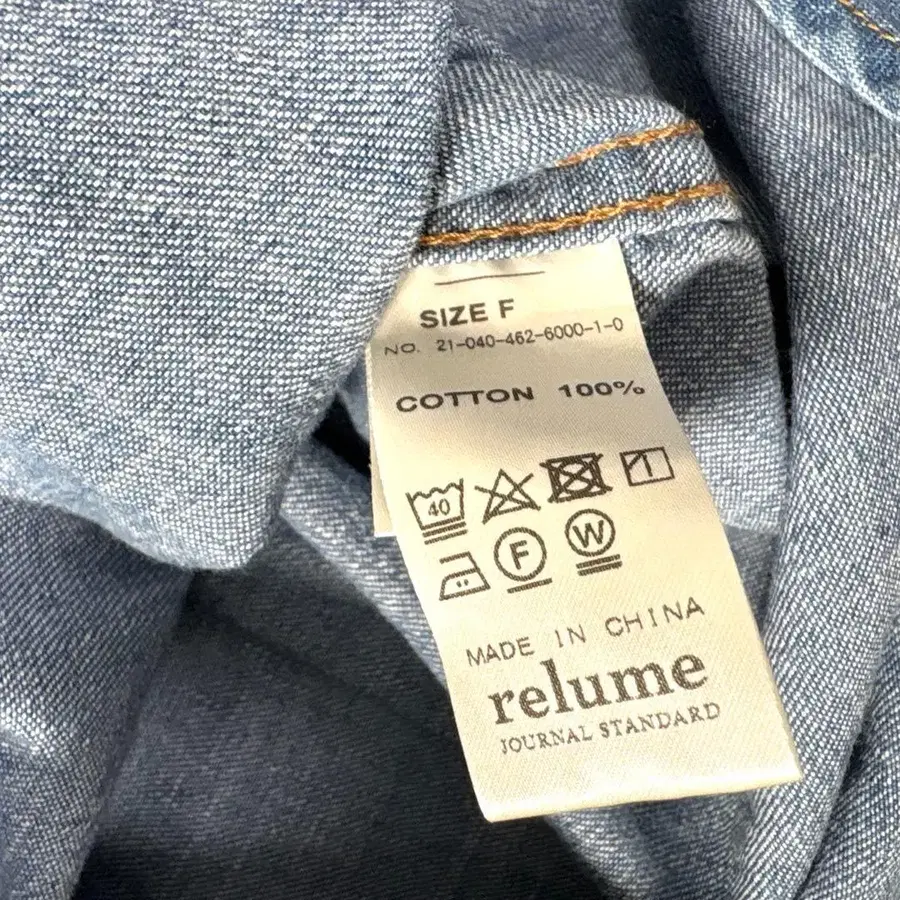 SIZE F
NO. 21-040-462-6000-1-0
COTTON 100%
40
F W
MADE IN CHINA
relume
JOURNAL STANDARD